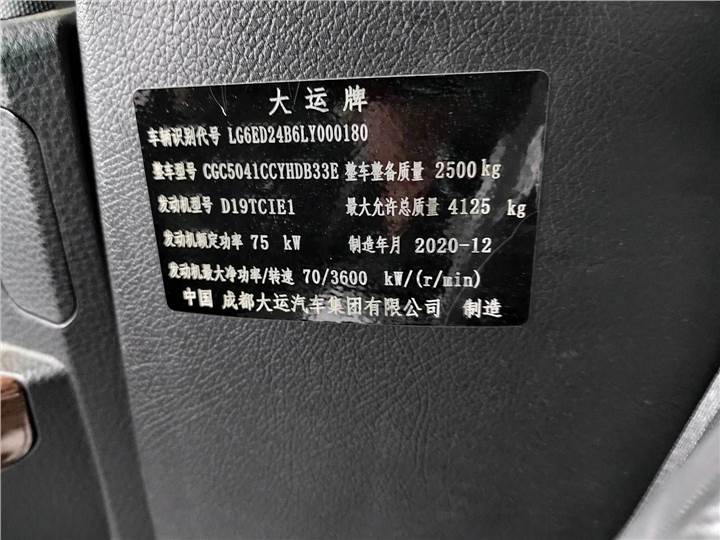 大运牌
车辆识别代号 LG6ED24B6LY000180
整车型号 CGC5041CCYHDB33E 整车整备质量 2500kg
发动机型号 D19TCIE1 最大允许总质量 4125 kg
发动机额定功率 75 kW 制造年月 2020-12
发动机最大净功率/转速 70/3600 kW/(r/min)
中国 成都大运汽车集团有限公司 制造